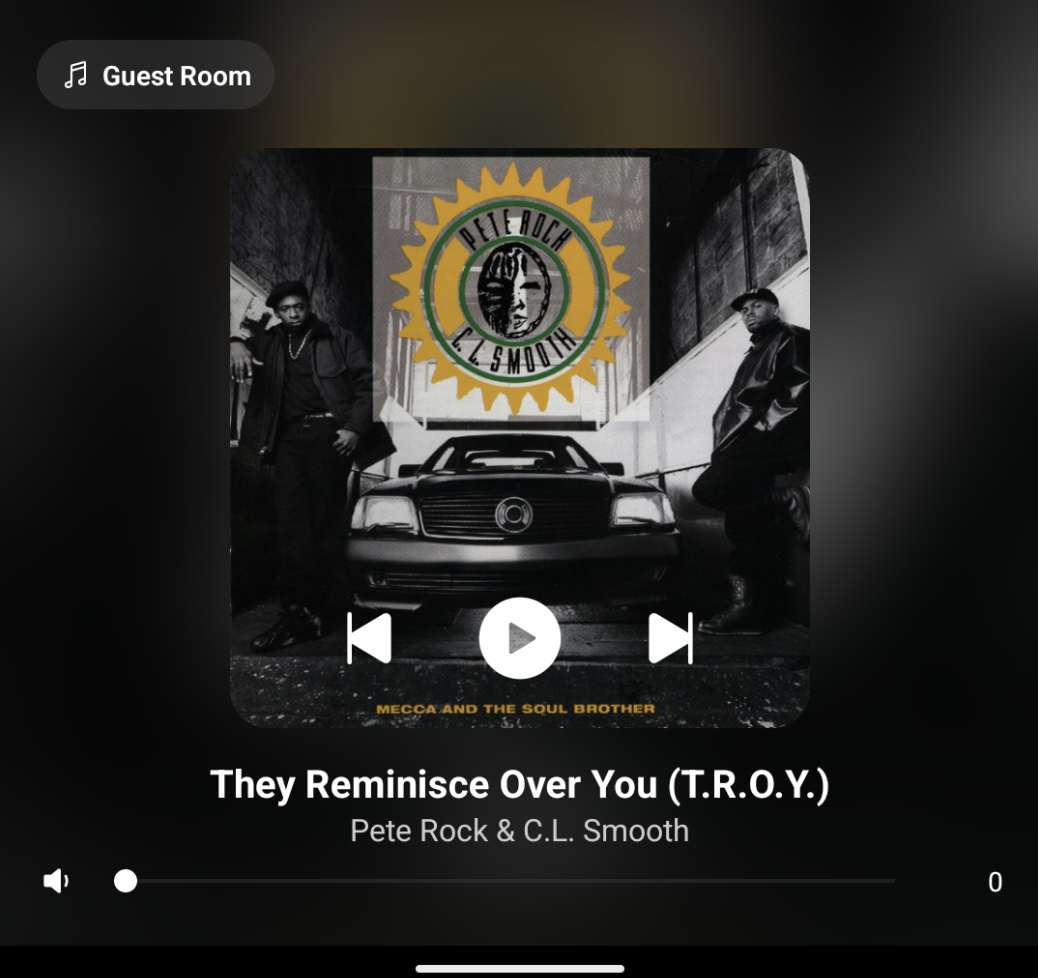 Guest Room
PETE ROCK
C.L. SMOOTH
MECCA AND THE SOUL BROTHER
They Reminisce Over You (T.R.O.Y.)
Pete Rock & C.L. Smooth
0